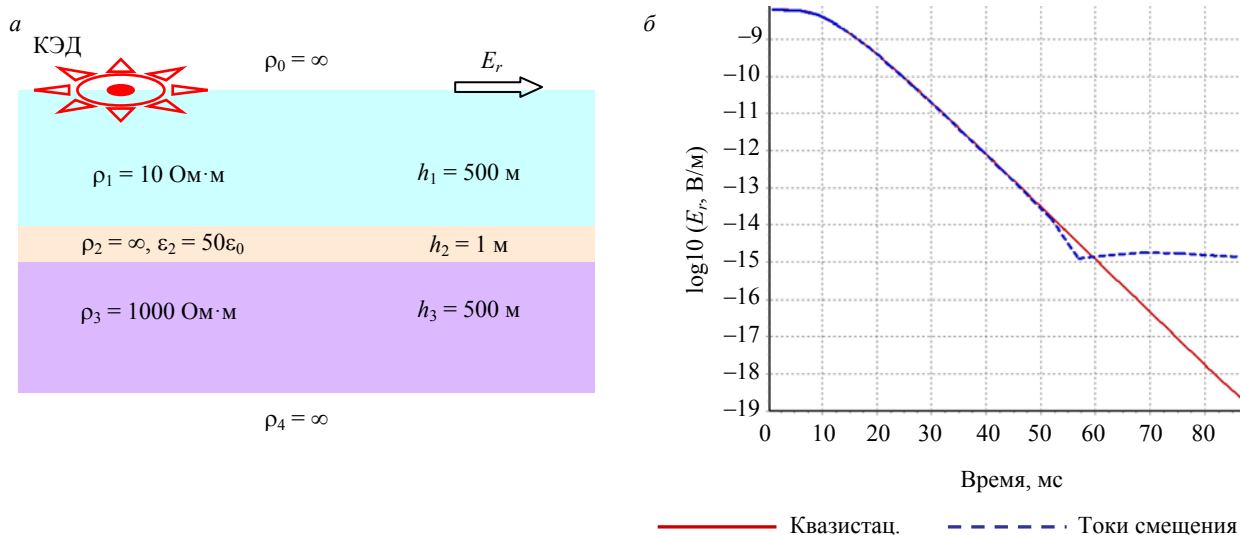 а
КЭД
ρ0 = ∞
Er
ρ1 = 10 Ом·м
h1 = 500 м
ρ2 = ∞, ε2 = 50ε0
h2 = 1 м
ρ3 = 1000 Ом·м
h3 = 500 м
ρ4 = ∞
б
log10 (Er, В/м)
−9
−10
−11
−12
−13
−14
−15
−16
−17
−18
−19
0 10 20 30 40 50 60 70 80
Время, мс
Квазистац.
Токи смещения